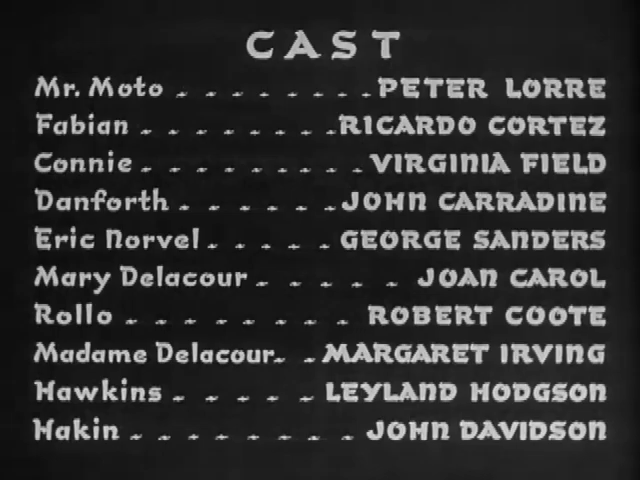 CAST
Mr. Moto . . . . . . . . PETER LORRE
Fabian . . . . . . . . RICARDO CORTEZ
Connie . . . . . . . . VIRGINIA FIELD
Danforth . . . . . . JOHN CARRADINE
Eric Norvel . . . . . GEORGE SANDERS
Mary Delacour . . . . . JOAN CAROL
Rollo . . . . . . . . . ROBERT COOTE
Madame Delacour . . MARGARET IRVING
Hawkins . . . . . LEYLAND HODGSON
Hakin . . . . . . . . JOHN DAVIDSON